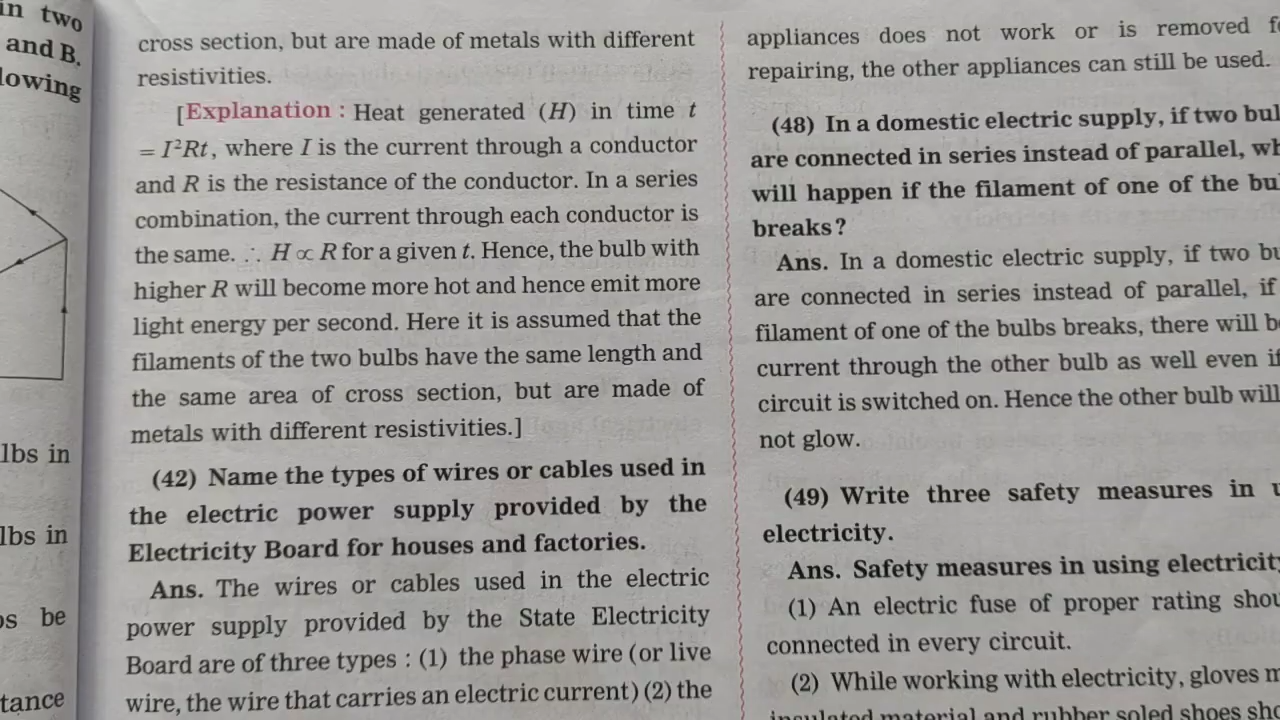 in two
and B.
lowing
lbs in
lbs in
be
tance
cross section, but are made of metals with different
resistivities.
[Explanation : Heat generated (H) in time t
= I²Rt, where I is the current through a conductor
and R is the resistance of the conductor. In a series
combination, the current through each conductor is
the same. ∴ H ∝ R for a given t. Hence, the bulb with
higher R will become more hot and hence emit more
light energy per second. Here it is assumed that the
filaments of the two bulbs have the same length and
the same area of cross section, but are made of
metals with different resistivities.]
(42) Name the types of wires or cables used in
the electric power supply provided by the
Electricity Board for houses and factories.
Ans. The wires or cables used in the electric
power supply provided by the State Electricity
Board are of three types : (1) the phase wire (or live
wire, the wire that carries an electric current) (2) the
appliances does not work or is removed
repairing, the other appliances can still be used.
(48) In a domestic electric supply, if two bul
are connected in series instead of parallel, wh
will happen if the filament of one of the bu
breaks?
Ans. In a domestic electric supply, if two bu
are connected in series instead of parallel, if
filament of one of the bulbs breaks, there will b
current through the other bulb as well even if
circuit is switched on. Hence the other bulb will
not glow.
(49) Write three safety measures in
electricity.
Ans. Safety measures in using electricity
(1) An electric fuse of proper rating shou
connected in every circuit.
(2) While working with electricity, gloves m
insulated material and rubber soled shoes sho